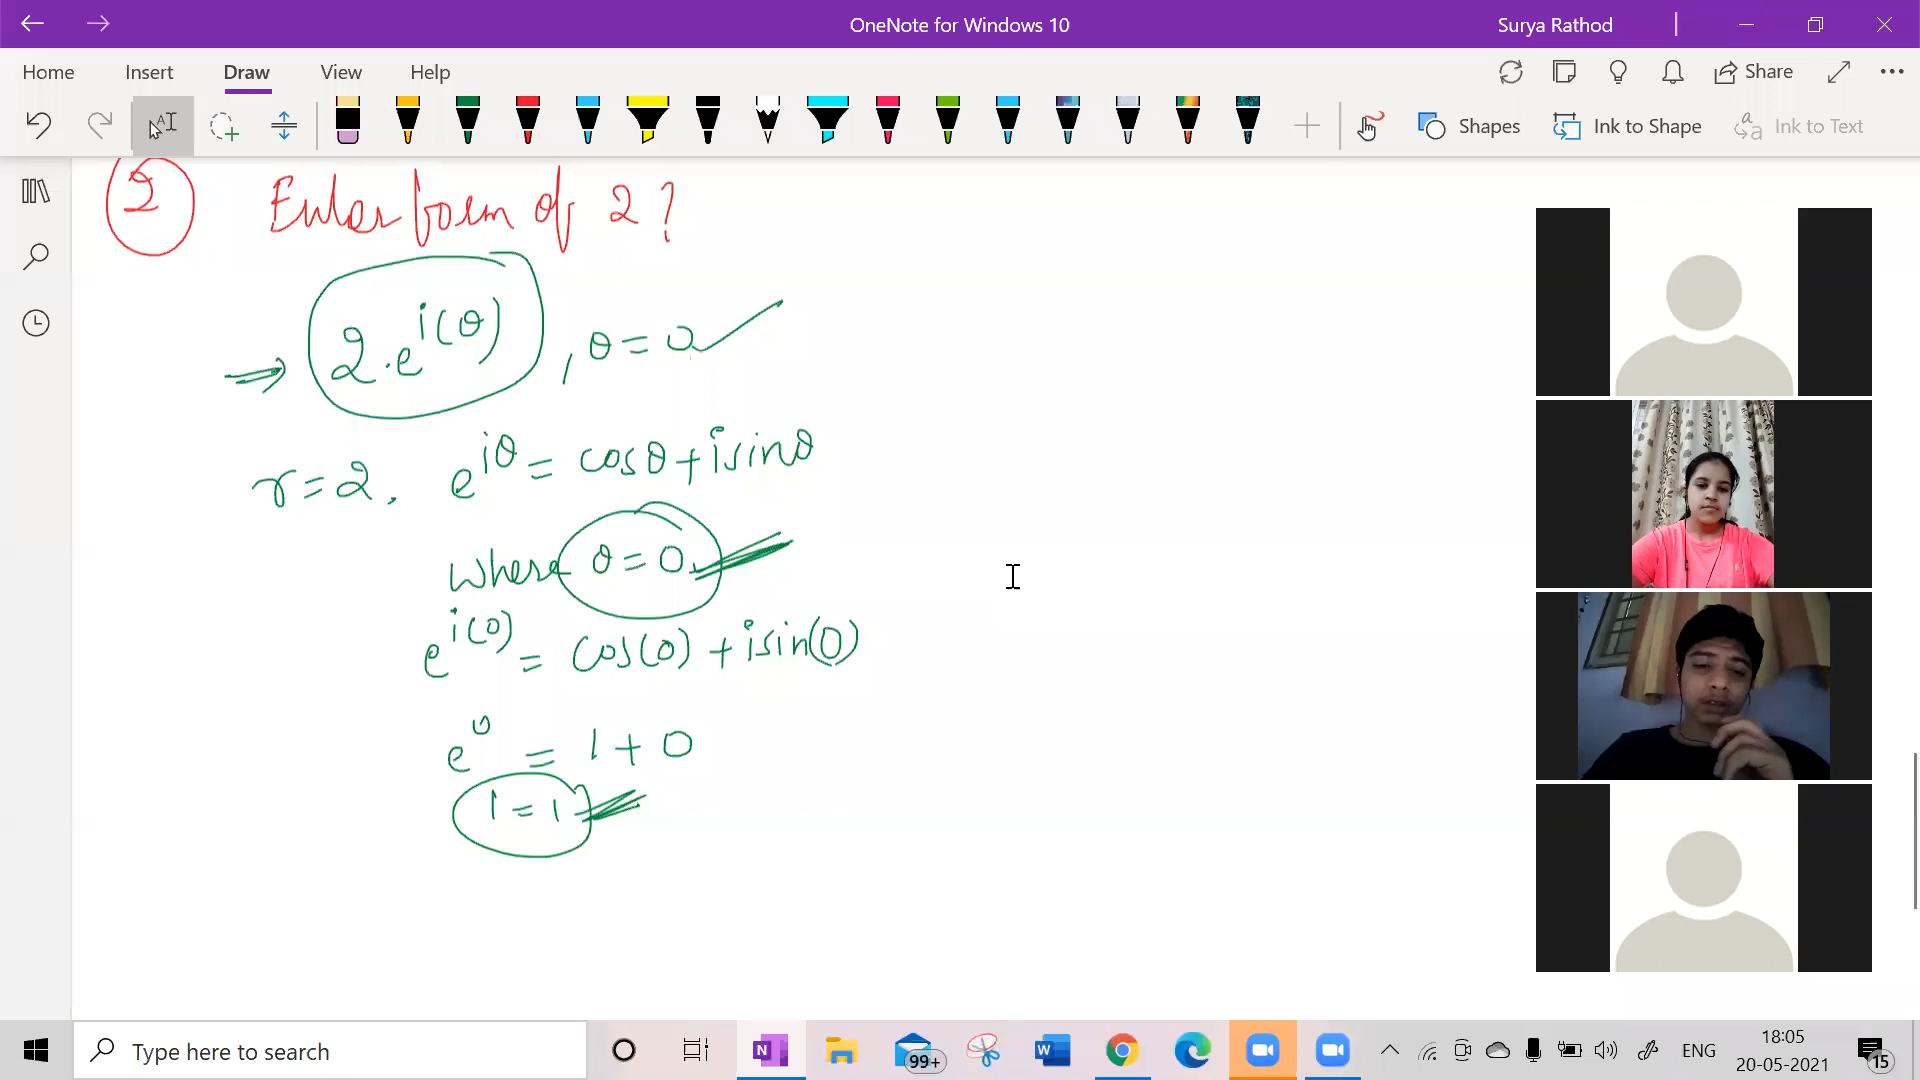 OneNote for Windows 10
Surya Rathod
Home Insert Draw View Help
Share
Shapes
Ink to Shape
Ink to Text
2 Euler form of 2?
⇒ 2·e^i(θ) , θ = 0
r = 2, e^iθ = cosθ + isinθ
where θ = 0
e^i(0) = cos(0) + isin(0)
e^0 = 1 + 0
1 = 1
Type here to search
99+
ENG
18:05
20-05-2021
15